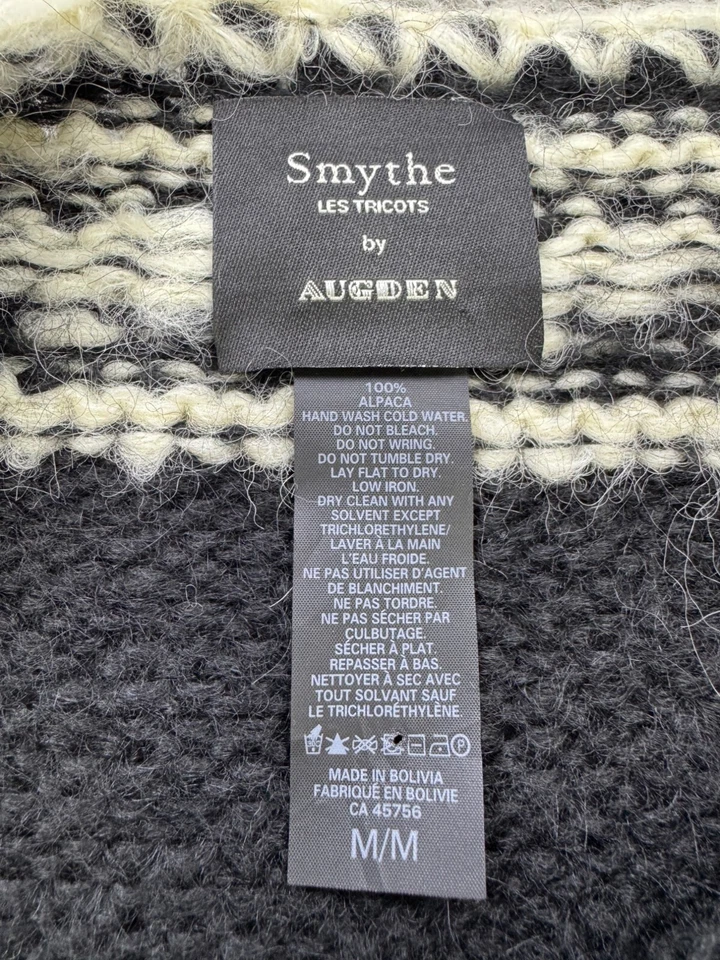 Smythe
LES TRICOTS
by
AUGDEN
100%
ALPACA
HAND WASH COLD WATER.
DO NOT BLEACH.
DO NOT WRING.
DO NOT TUMBLE DRY.
LAY FLAT TO DRY.
LOW IRON.
DRY CLEAN WITH ANY
SOLVENT EXCEPT
TRICHLORETHYLENE/
LAVER À LA MAIN
L'EAU FROIDE.
NE PAS UTILISER D'AGENT
DE BLANCHIMENT.
NE PAS TORDRE.
NE PAS SÉCHER PAR
CULBUTAGE.
SÉCHER À PLAT.
REPASSER À BAS.
NETTOYER À SEC AVEC
TOUT SOLVANT SAUF
LE TRICHLORÉTHYLÈNE.
MADE IN BOLIVIA
FABRIQUÉ EN BOLIVIE
CA 45756
M/M